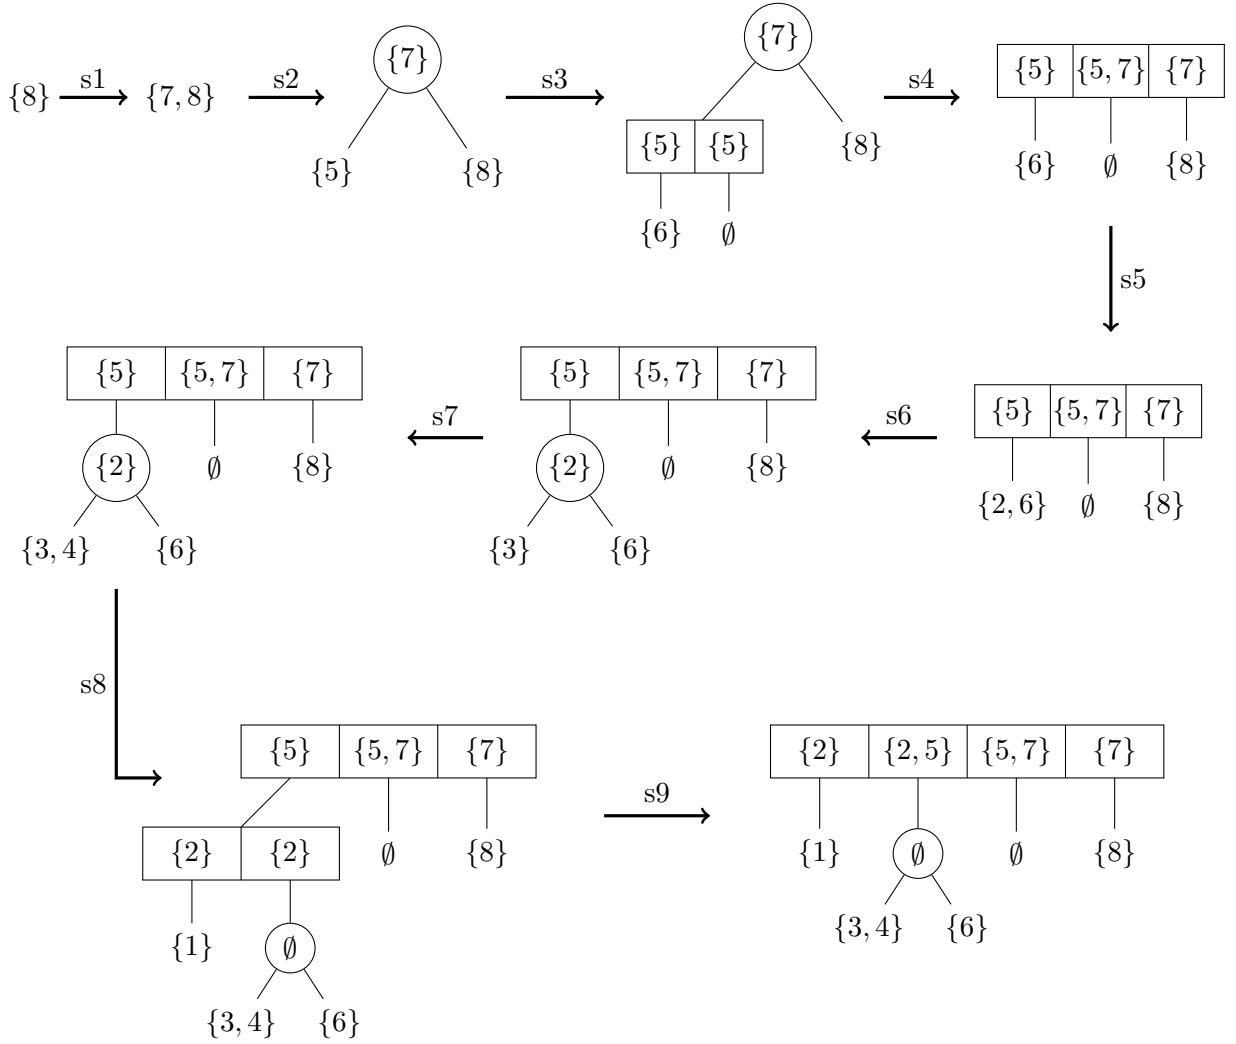 {8} s1 {7, 8} s2 {7} s3 {7} s4 {5} {5, 7} {7}
{5} {8} {5} {5} {8} {6} ∅ {8}
{6} ∅
s5
{5} {5, 7} {7} s7 {5} {5, 7} {7} s6 {5} {5, 7} {7}
{2} ∅ {8} {2} ∅ {8} {2, 6} ∅ {8}
{3, 4} {6} {3} {6}
s8
{5} {5, 7} {7} s9 {2} {2, 5} {5, 7} {7}
{2} {2} ∅ {8} {1} ∅ ∅ {8}
{1} ∅ {3, 4} {6}
{3, 4} {6}